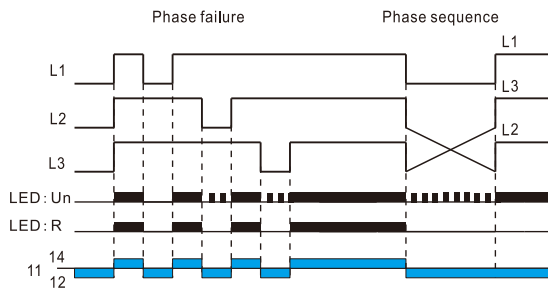 Phase failure
Phase sequence
L1
L1
L3
L2
L2
L3
LED: Un
LED: R
14
11
12